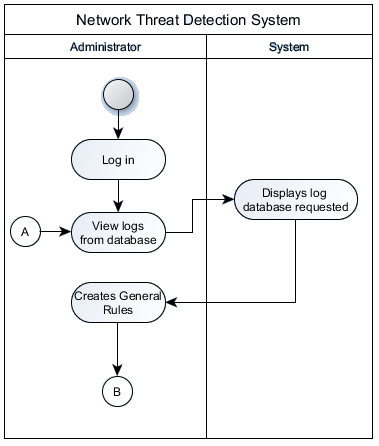 Network Threat Detection System
Administrator
System
Log in
Displays log
database requested
A
View logs
from database
Creates General
Rules
B